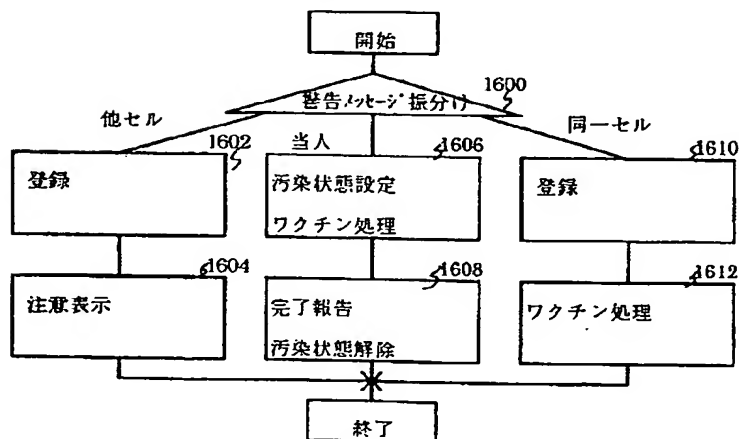 開始
警告メッセージ振分け
1600
他セル
当人
同一セル
1602
1606
1610
登録
汚染状態設定
ワクチン処理
登録
1604
1608
1612
注意表示
完了報告
汚染状態解除
ワクチン処理
終了